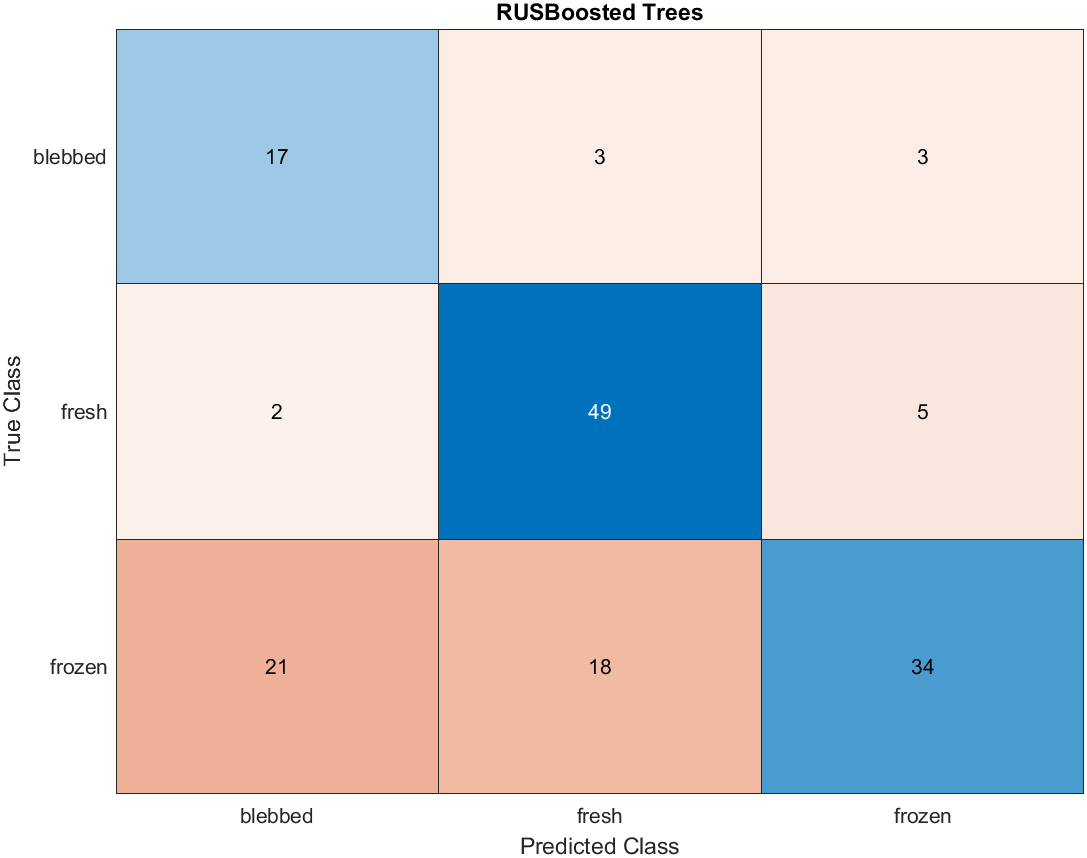 RUSBoosted Trees
True Class
blebbed
17
3
3
fresh
2
49
5
frozen
21
18
34
blebbed
fresh
frozen
Predicted Class